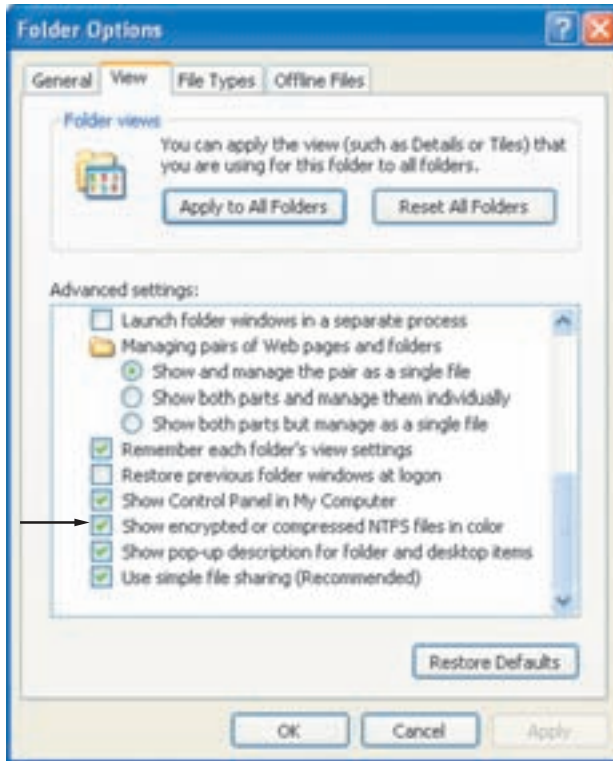 Folder Options
?
X
General View File Types Offline Files
Folder views
You can apply the view (such as Details or Tiles) that
you are using for this folder to all folders.
Apply to All Folders Reset All Folders
Advanced settings:
Launch folder windows in a separate process
Managing pairs of Web pages and folders
Show and manage the pair as a single file
Show both parts and manage them individually
Show both parts but manage as a single file
Remember each folder's view settings
Restore previous folder windows at logon
Show Control Panel in My Computer
Show encrypted or compressed NTFS files in color
Show pop-up description for folder and desktop items
Use simple file sharing (Recommended)
Restore Defaults
OK Cancel Apply